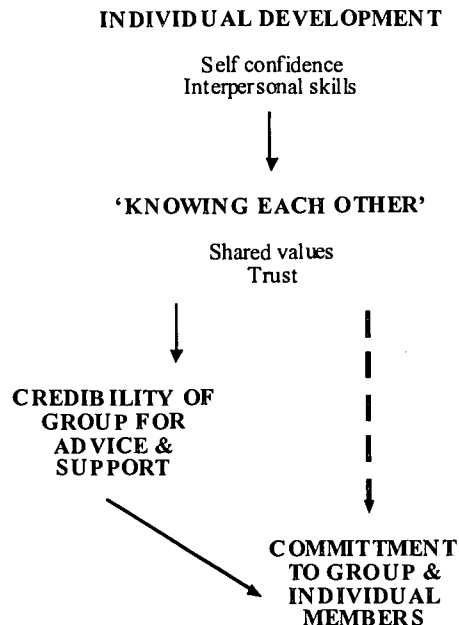 INDIVIDUAL DEVELOPMENT
Self confidence
Interpersonal skills
‘KNOWING EACH OTHER’
Shared values
Trust
CREDIBILITY OF
GROUP FOR
ADVICE &
SUPPORT
COMMITTMENT
TO GROUP &
INDIVIDUAL
MEMBERS